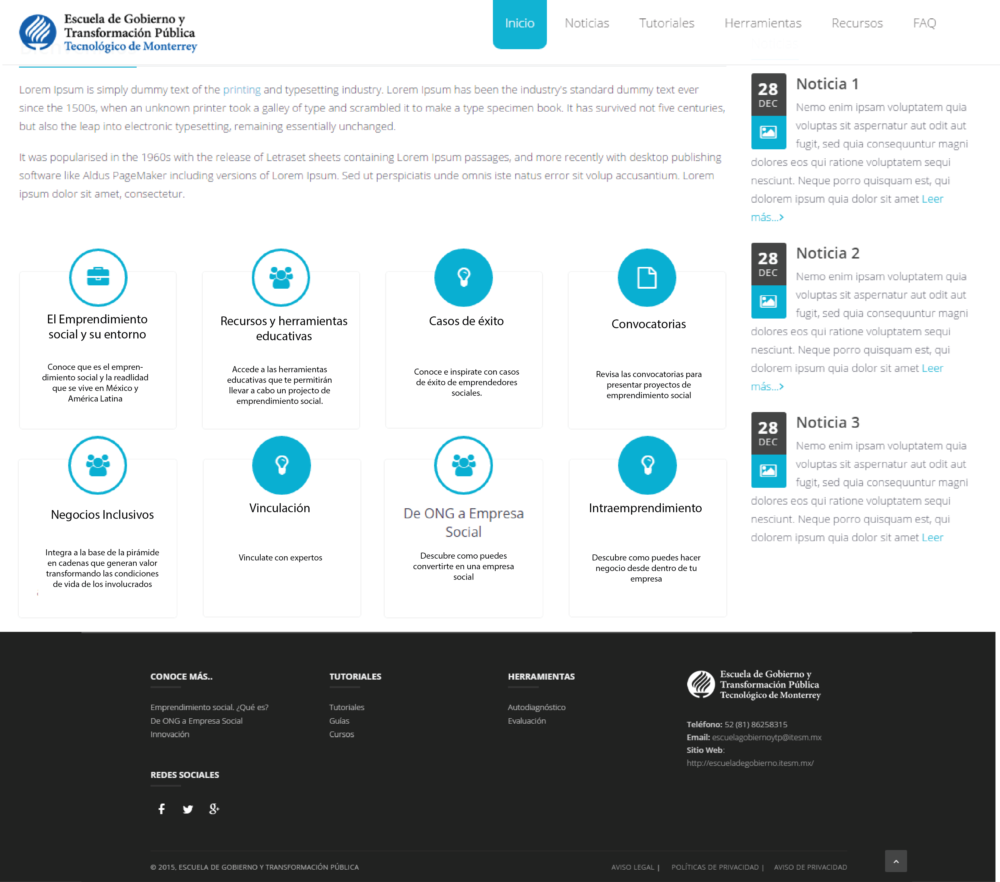 Escuela de Gobierno y
Transformación Pública
Tecnológico de Monterrey
Inicio
Noticias
Tutoriales
Herramientas
Recursos
FAQ
Lorem Ipsum is simply dummy text of the printing and typesetting industry. Lorem Ipsum has been the industry's standard dummy text ever
since the 1500s, when an unknown printer took a galley of type and scrambled it to make a type specimen book. It has survived not five centuries,
but also the leap into electronic typesetting, remaining essentially unchanged.
It was popularised in the 1960s with the release of Letraset sheets containing Lorem Ipsum passages, and more recently with desktop publishing
software like Aldus PageMaker including versions of Lorem Ipsum. Sed ut perspiciatis unde omnis iste natus error sit volup accusantium. Lorem
ipsum dolor sit amet, consectetur.
El Emprendimiento
social y su entorno
Conoce que es el empren-
dimiento social y la readlidad
que se vive en México y
América Latina
Recursos y herramientas
educativas
Accede a las herramientas
educativas que te permitirán
llevar a cabo un projecto de
emprendimiento social.
Casos de éxito
Conoce e inspirate con casos
de éxito de emprendedores
sociales.
Convocatorias
Revisa las convocatorias para
presentar proyectos de
emprendimiento social
Negocios Inclusivos
Integra a la base de la pirámide
en cadenas que generan valor
transformando las condiciones
de vida de los involucrados
Vinculación
Vinculate con expertos
De ONG a Empresa
Social
Descubre como puedes
convertirte en una empresa
social
Intraemprendimiento
Descubre como puedes hacer
negocio desde dentro de tu
empresa
28
DEC
Noticia 1
Nemo enim ipsam voluptatem quia
voluptas sit aspernatur aut odit aut
fugit, sed quia consequuntur magni
dolores eos qui ratione voluptatem sequi
nesciunt. Neque porro quisquam est, qui
dolorem ipsum quia dolor sit amet Leer
más...>
28
DEC
Noticia 2
Nemo enim ipsam voluptatem quia
voluptas sit aspernatur aut odit aut
fugit, sed quia consequuntur magni
dolores eos qui ratione voluptatem sequi
nesciunt. Neque porro quisquam est, qui
dolorem ipsum quia dolor sit amet Leer
más...>
28
DEC
Noticia 3
Nemo enim ipsam voluptatem quia
voluptas sit aspernatur aut odit aut
fugit, sed quia consequuntur magni
dolores eos qui ratione voluptatem sequi
nesciunt. Neque porro quisquam est, qui
dolorem ipsum quia dolor sit amet Leer
CONOCE MÁS..
Emprendimiento social. ¿Qué es?
De ONG a Empresa Social
Innovación
TUTORIALES
Tutoriales
Guías
Cursos
HERRAMIENTAS
Autodiagnóstico
Evaluación
Escuela de Gobierno y
Transformación Pública
Tecnológico de Monterrey
Teléfono: 52 (81) 86258315
Email: escuelagobiernoytp@itesm.mx
Sitio Web:
http://escueladegobierno.itesm.mx/
REDES SOCIALES
© 2015, ESCUELA DE GOBIERNO Y TRANSFORMACIÓN PÚBLICA
AVISO LEGAL | POLÍTICAS DE PRIVACIDAD | AVISO DE PRIVACIDAD